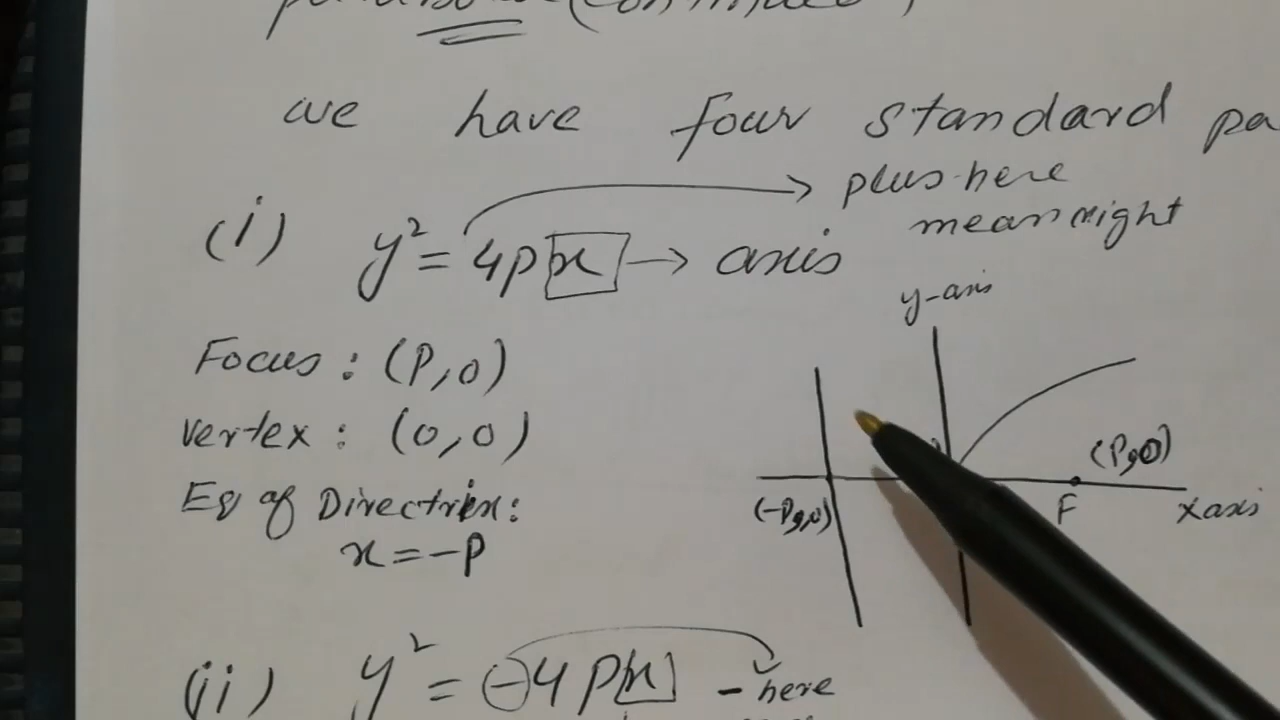 we have four standard pa
(i) y² = 4px → axis
plus here
mean right
Focus : (P,0)
vertex : (0,0)
Eq of Directrix:
x = -P
y-axis
(P,0)
F
x axis
(-P,0)
(ii) y² = -4px - here